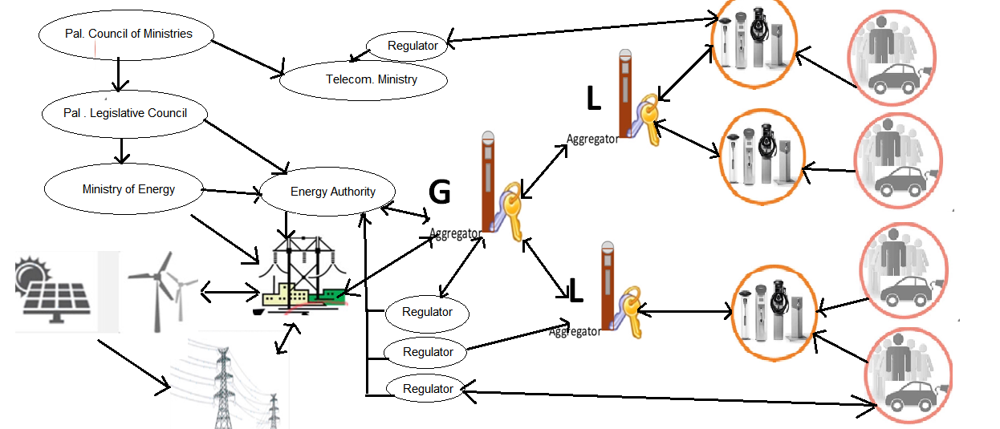 Pal. Council of Ministries
Regulator
Telecom. Ministry
L
Aggregator
Pal . Legislative Council
Ministry of Energy
Energy Authority
G
Aggregator
L
Aggregator
Regulator
Regulator
Regulator